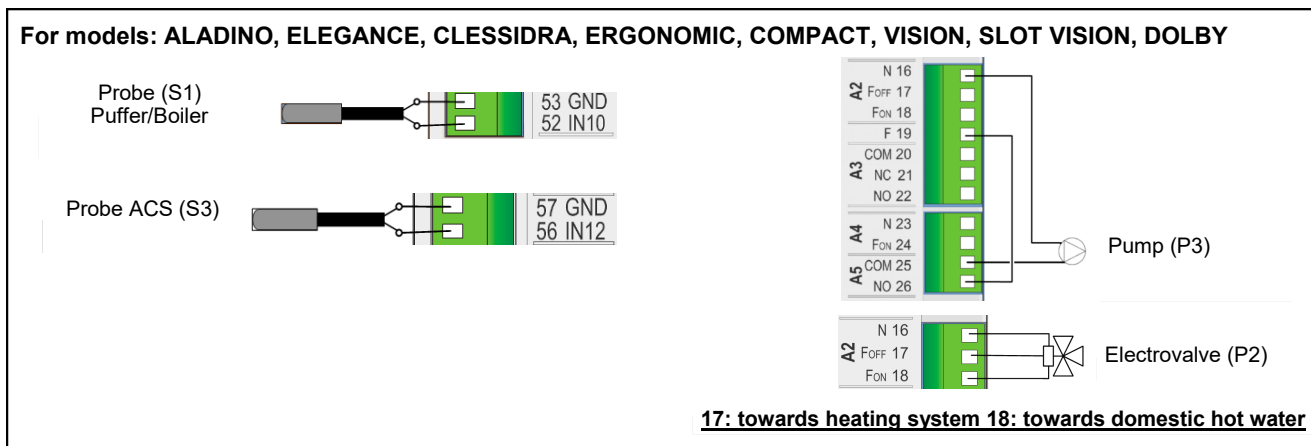 For models: ALADINO, ELEGANCE, CLESSIDRA, ERGONOMIC, COMPACT, VISION, SLOT VISION, DOLBY
Probe (S1)
Puffer/Boiler
53 GND
52 IN10
Probe ACS (S3)
57 GND
56 IN12
A2
N 16
FOFF 17
FON 18
F 19
A3
COM 20
NC 21
NO 22
A4
N 23
FON 24
A5
COM 25
NO 26
Pump (P3)
A2
N 16
FOFF 17
FON 18
Electrovalve (P2)
17: towards heating system 18: towards domestic hot water